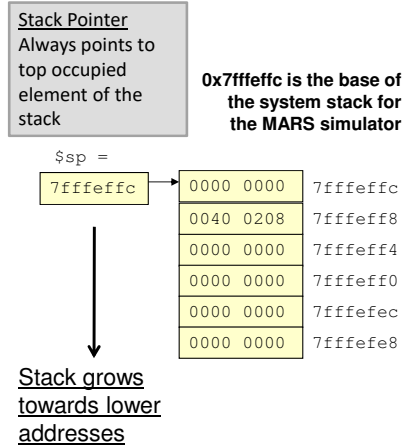 Stack Pointer
Always points to
top occupied
element of the
stack
0x7fffeffc is the base of
the system stack for
the MARS simulator
$sp =
7fffeffc
0000 0000 7fffeffc
0040 0208 7fffeff8
0000 0000 7fffeff4
0000 0000 7fffeff0
0000 0000 7fffefec
0000 0000 7fffefe8
Stack grows
towards lower
addresses